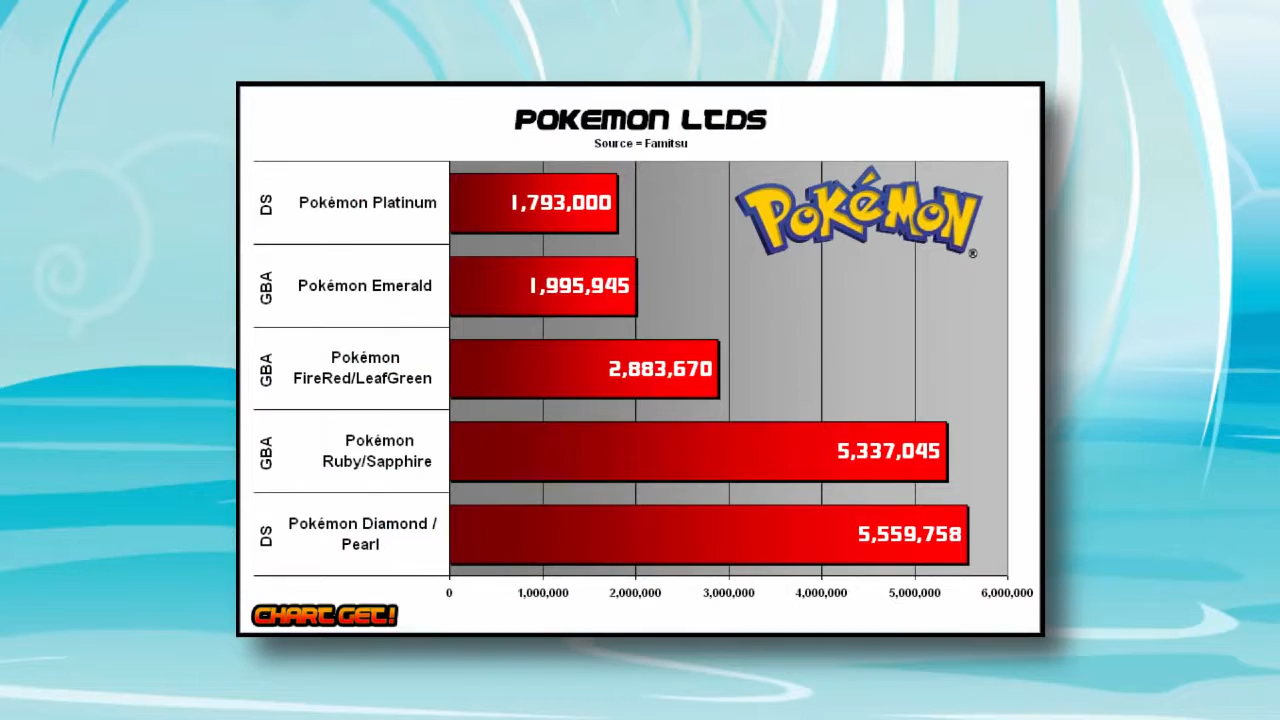 POKEMON LTDS
Source = Famitsu
POKéMON
®
DS
Pokémon Platinum
1,793,000
GBA
Pokémon Emerald
1,995,945
GBA
Pokémon
FireRed/LeafGreen
2,883,670
GBA
Pokémon
Ruby/Sapphire
5,337,045
DS
Pokémon Diamond /
Pearl
5,559,758
0 1,000,000 2,000,000 3,000,000 4,000,000 5,000,000 6,000,000
CHART GET!